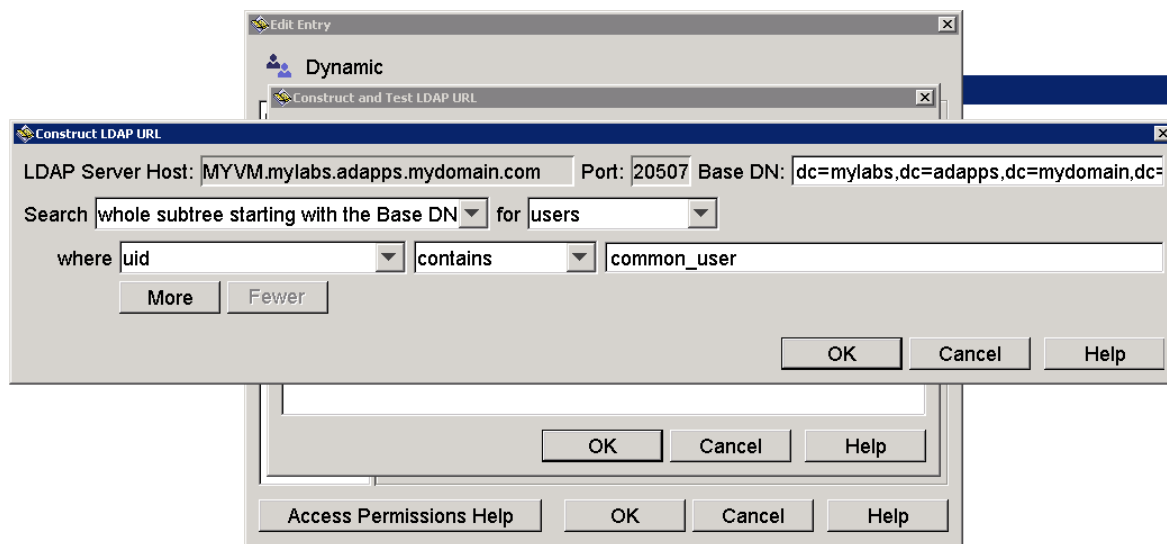 Edit Entry
Dynamic
Construct and Test LDAP URL
Construct LDAP URL
LDAP Server Host: MYVM.mylabs.adapps.mydomain.com Port: 20507 Base DN: dc=mylabs,dc=adapps,dc=mydomain,dc=
Search whole subtree starting with the Base DN for users
where uid contains common_user
More Fewer
OK Cancel Help
OK Cancel Help
Access Permissions Help OK Cancel Help